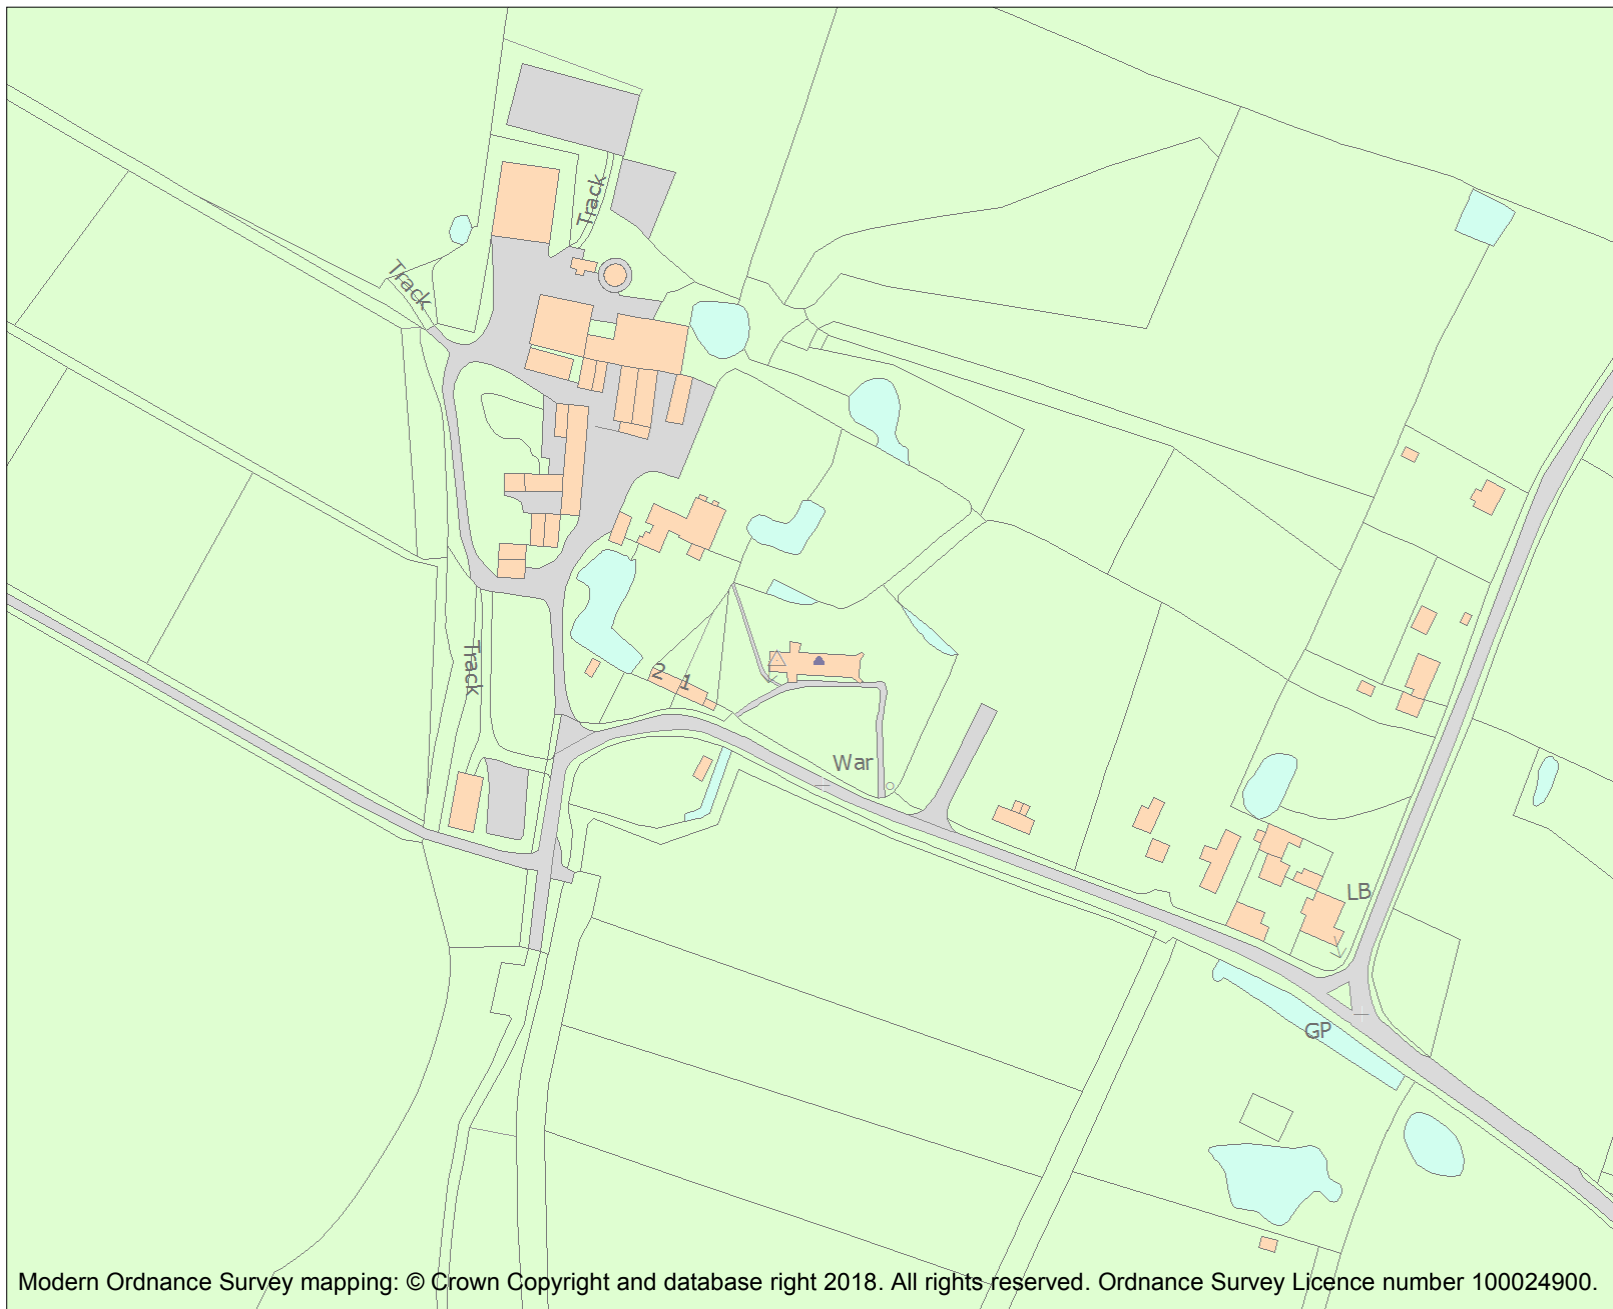 Track
Track
Track
2
1
War
LB
GP
Modern Ordnance Survey mapping: © Crown Copyright and database right 2018. All rights reserved. Ordnance Survey Licence number 100024900.